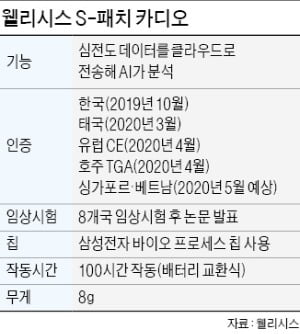 웰리시스 S-패치 카디오
기능
심전도 데이터를 클라우드로
전송해 AI가 분석
인증
한국(2019년 10월)
태국(2020년 3월)
유럽 CE(2020년 4월)
호주 TGA(2020년 4월)
싱가포르·베트남(2020년 5월 예상)
임상시험
8개국 임상시험 후 논문 발표
칩
삼성전자 바이오 프로세스 칩 사용
작동시간
100시간 작동(배터리 교환식)
무게
8g
자료 : 웰리시스